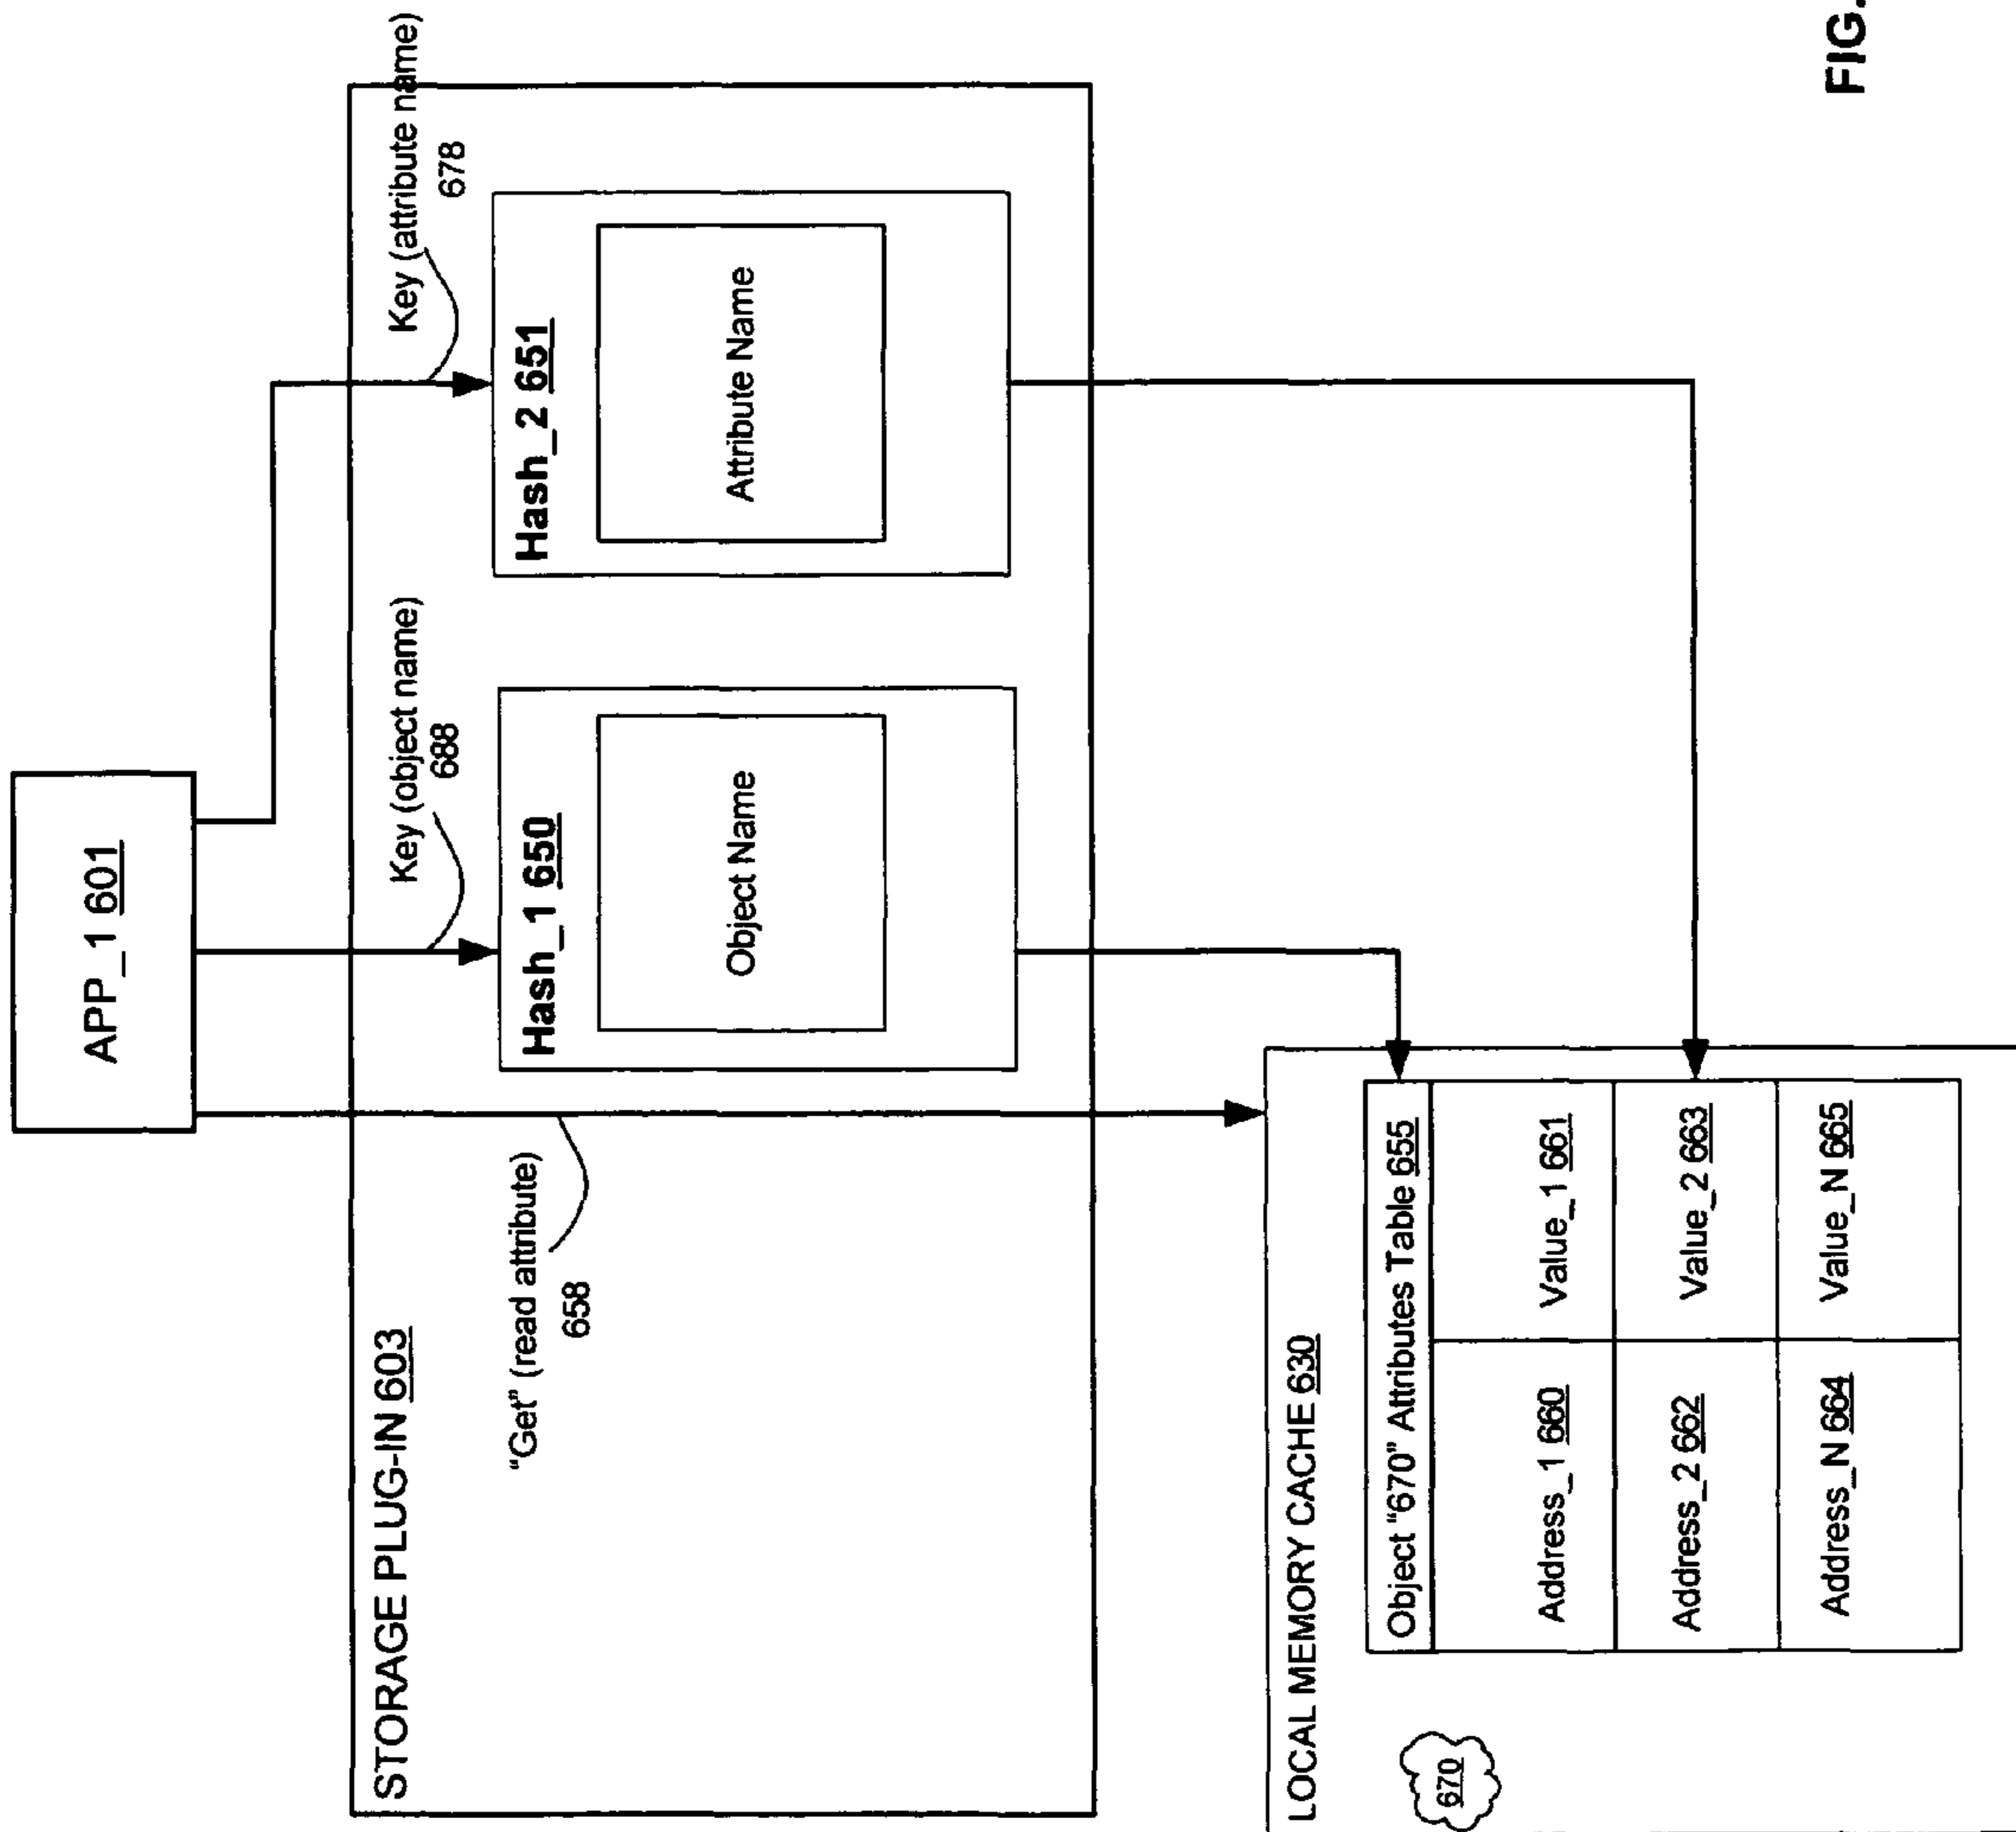 APP_1 601
Key (object name)
688
Key (attribute name)
678
STORAGE PLUG-IN 603
"Get" (read attribute)
658
Hash_1 650
Object Name
Hash_2 651
Attribute Name
LOCAL MEMORY CACHE 630
670
Object "670" Attributes Table 655
Address_1 660
Value_1 661
Address_2 662
Value_2 663
Address_N 664
Value_N 665
FIG.